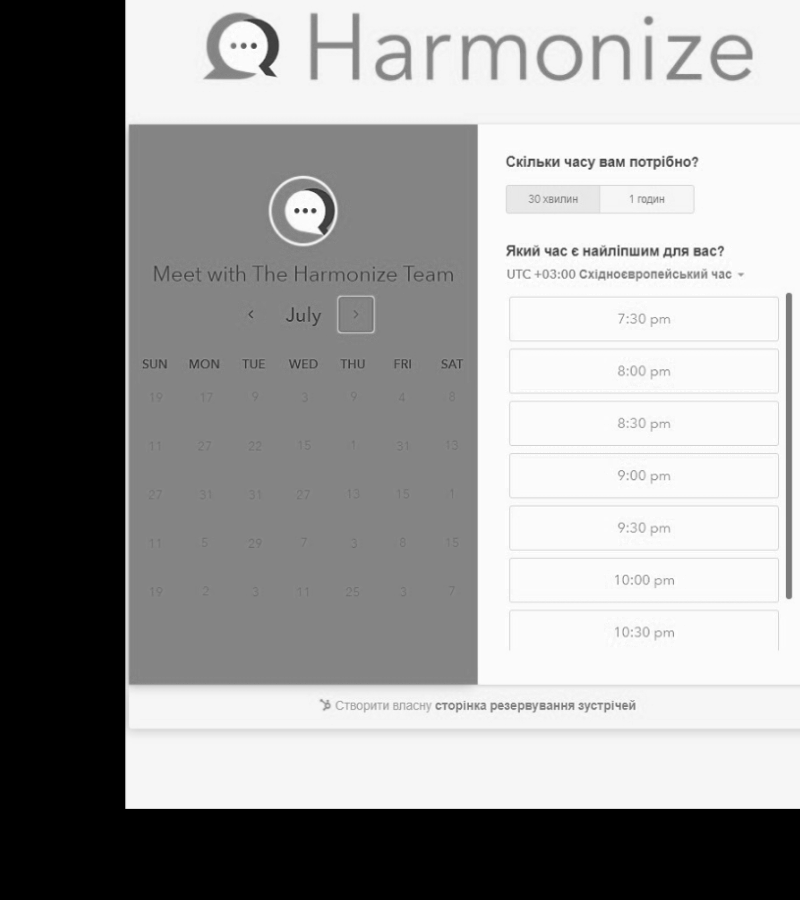 Harmonize
Meet with The Harmonize Team
July
SUN MON TUE WED THU FRI SAT
19 17 9 3 9 4 8
11 27 22 15 1 31 13
27 31 31 27 13 15 1
11 5 29 7 3 8 15
19 2 3 11 25 3 7
Скільки часу вам потрібно?
30 хвилин 1 годин
Який час є найліпшим для вас?
UTC +03:00 Східноєвропейський час
7:30 pm
8:00 pm
8:30 pm
9:00 pm
9:30 pm
10:00 pm
10:30 pm
Створити власну сторінка резервування зустрічей